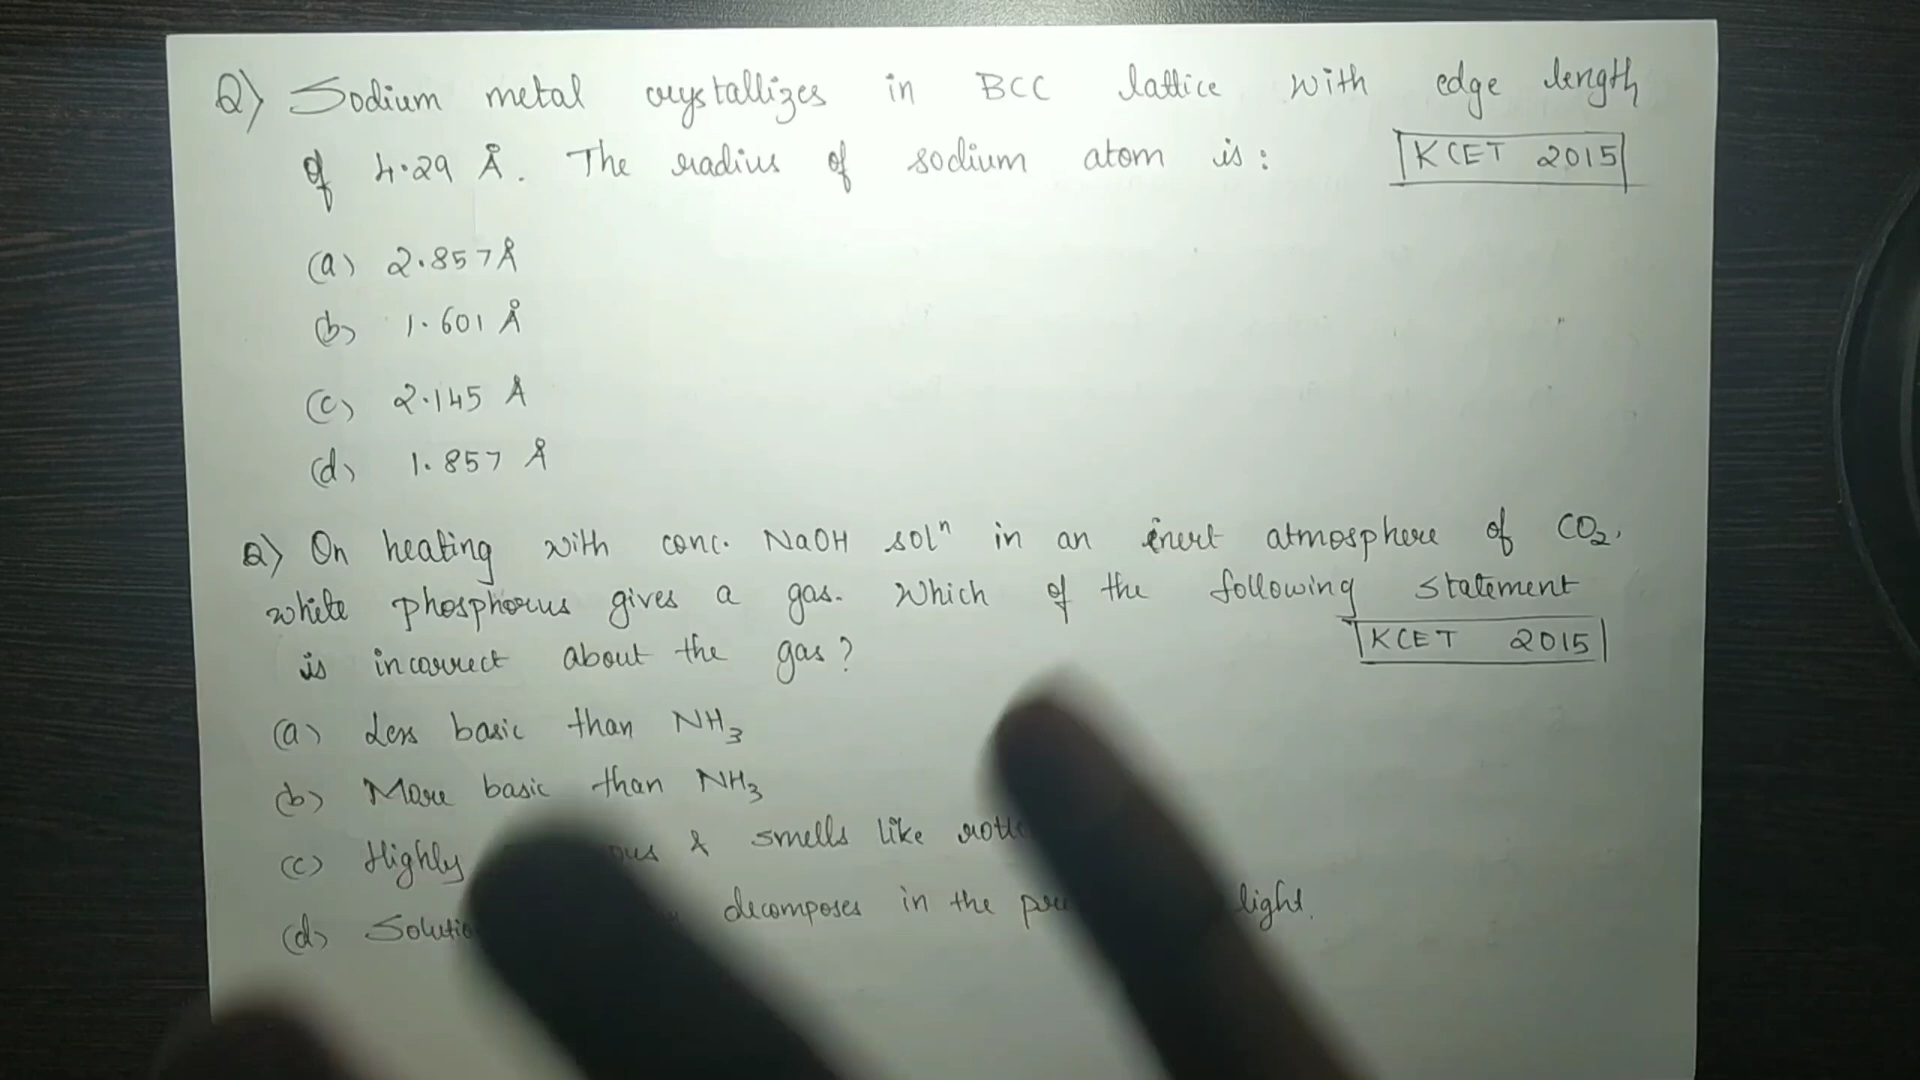 Q) Sodium metal crystallizes in BCC lattice with edge length
of 4.29 Å. The radius of sodium atom is :
KCET 2015
(a) 2.857 Å
(b) 1.601 Å
(c) 2.145 A
(d) 1.857 Å
Q) On heating with conc. NaOH solⁿ in an inert atmosphere of CO₂,
white phosphorus gives a gas. Which of the following statement
is incorrect about the gas?
KCET 2015
(a) Less basic than NH₃
(b) More basic than NH₃
(c) Highly & smells like
(d) decomposes in the light.